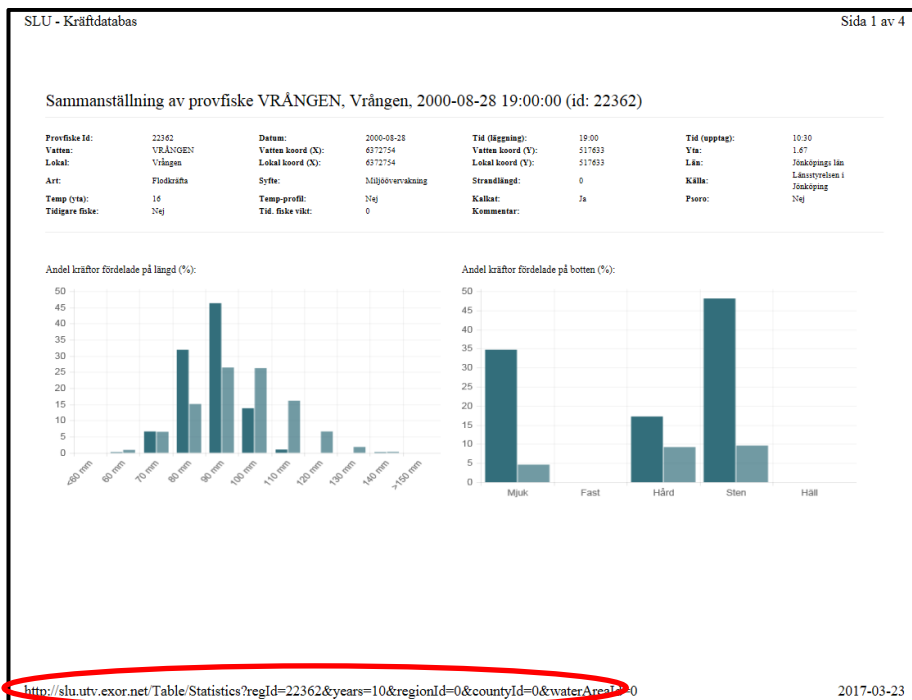 SLU - Kräftdatabas Sida 1 av 4
Sammanställning av provfiske VRÅNGEN, Vrången, 2000-08-28 19:00:00 (id: 22362)
Provfiske Id: 22362 Datum: 2000-08-28 Tid (läggning): 19:00 Tid (upptag): 10:30
Vatten: VRÅNGEN Vatten koord (X): 6372754 Vatten koord (Y): 517633 Yta: 1.67
Lokal: Vrången Lokal koord (X): 6372754 Lokal koord (Y): 517633 Län: Jönköpings län
Art: Flodkräfta Syfte: Miljöövervakning Strandlängd: 0 Källa: Länsstyrelsen i Jönköping
Temp (yta): 16 Temp-profil: Nej Kalkat: Ja Psoro: Nej
Tidigare fiske: Nej Tid. fiske vikt: 0 Kommentar:
Andel kräftor fördelade på längd (%): Andel kräftor fördelade på botten (%):
50
45
40
35
30
25
20
15
10
5
0
<60 mm 60 mm 70 mm 80 mm 90 mm 100 mm 110 mm 120 mm 130 mm 140 mm >150 mm
50
45
40
35
30
25
20
15
10
5
0
Mjuk Fast Hård Sten Häll
http://slu.utv.exor.net/Table/Statistics?regId=22362&years=10&regionId=0&countyId=0&waterAreaId=0 2017-03-23